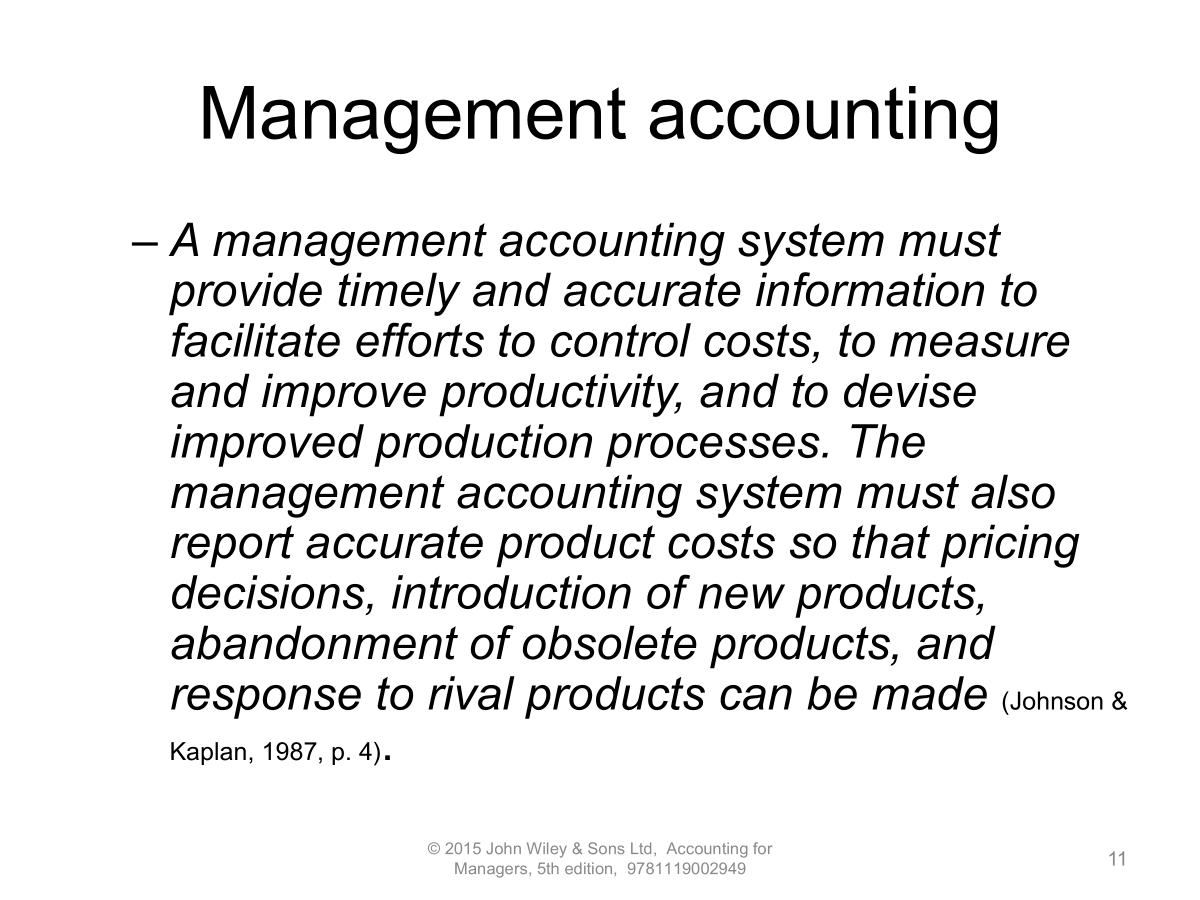 Management accounting
– A management accounting system must
provide timely and accurate information to
facilitate efforts to control costs, to measure
and improve productivity, and to devise
improved production processes. The
management accounting system must also
report accurate product costs so that pricing
decisions, introduction of new products,
abandonment of obsolete products, and
response to rival products can be made (Johnson &
Kaplan, 1987, p. 4).
© 2015 John Wiley & Sons Ltd, Accounting for
Managers, 5th edition, 9781119002949
11